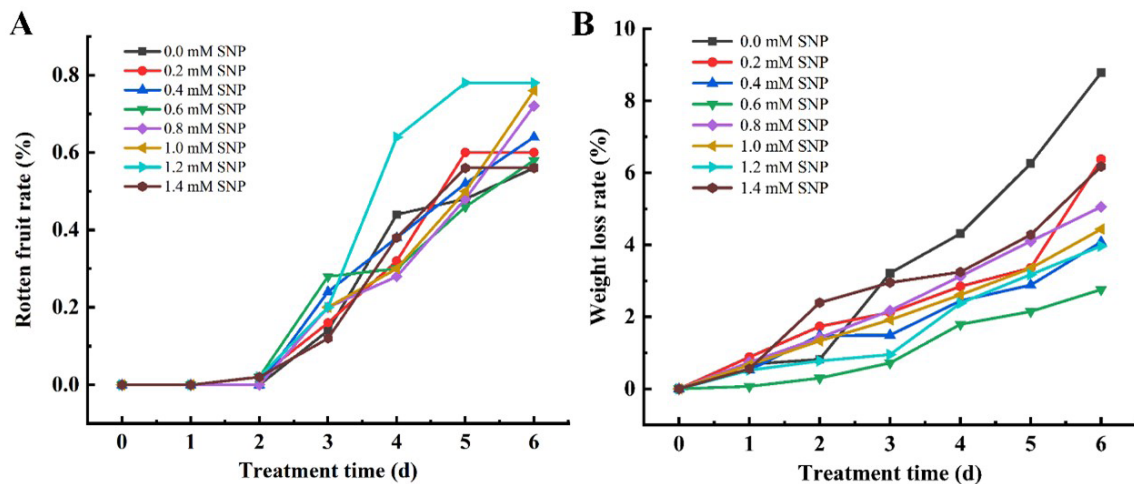 A
0.0 mM SNP
0.2 mM SNP
0.4 mM SNP
0.6 mM SNP
0.8 mM SNP
1.0 mM SNP
1.2 mM SNP
1.4 mM SNP
Rotten fruit rate (%)
0.8
0.6
0.4
0.2
0.0
0 1 2 3 4 5 6
Treatment time (d)
B
0.0 mM SNP
0.2 mM SNP
0.4 mM SNP
0.6 mM SNP
0.8 mM SNP
1.0 mM SNP
1.2 mM SNP
1.4 mM SNP
Weight loss rate (%)
10
8
6
4
2
0
0 1 2 3 4 5 6
Treatment time (d)